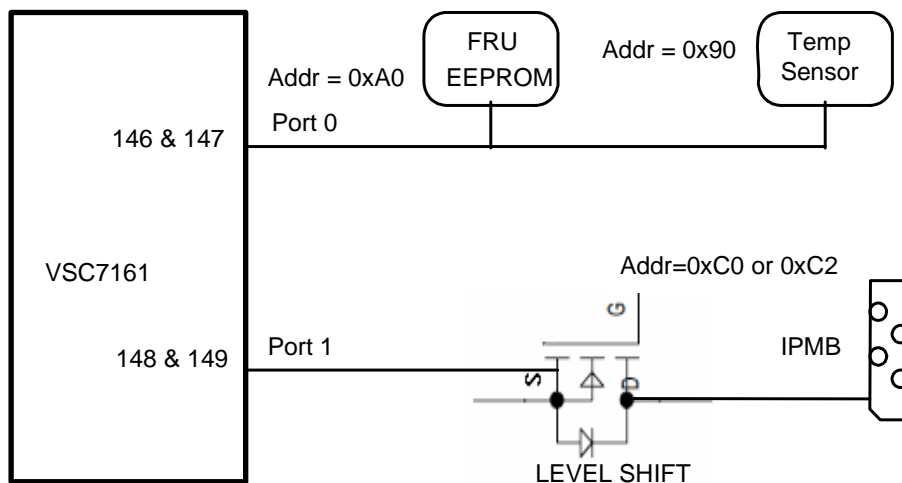 FRU
EEPROM
Temp
Sensor
Addr = 0xA0
Addr = 0x90
Port 0
146 & 147
VSC7161
Addr=0xC0 or 0xC2
G
148 & 149
Port 1
S
D
IPMB
LEVEL SHIFT